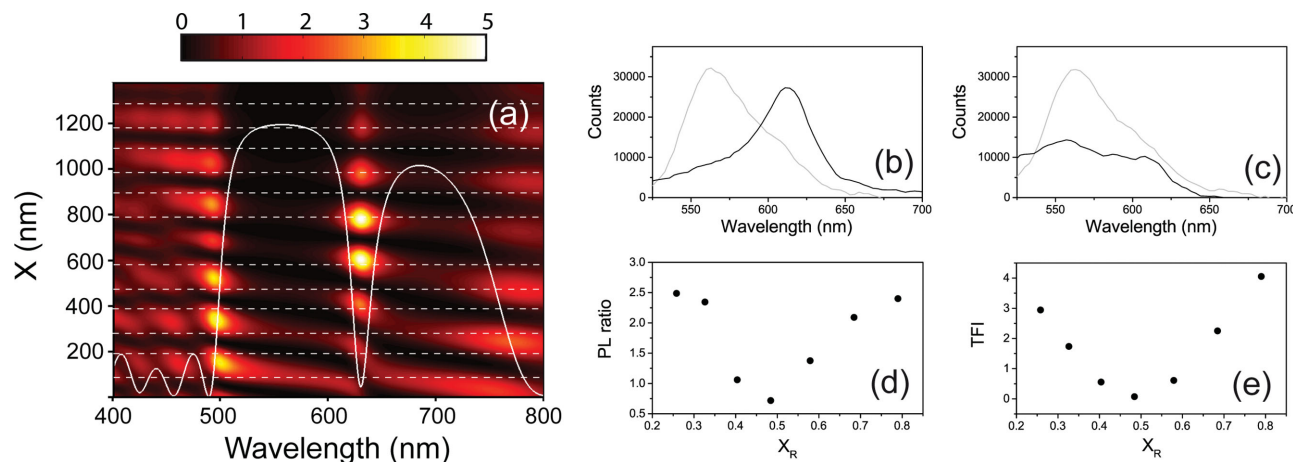 0 1 2 3 4 5
(a)
X (nm)
1200
1000
800
600
400
200
400 500 600 700 800
Wavelength (nm)
Counts
30000
20000
10000
0
(b)
550 600 650 700
Wavelength (nm)
Counts
30000
20000
10000
0
(c)
550 600 650 700
Wavelength (nm)
PL ratio
3.0
2.5
2.0
1.5
1.0
0.5
(d)
0.2 0.3 0.4 0.5 0.6 0.7 0.8
XR
TFI
4
3
2
1
0
(e)
0.2 0.3 0.4 0.5 0.6 0.7 0.8
XR